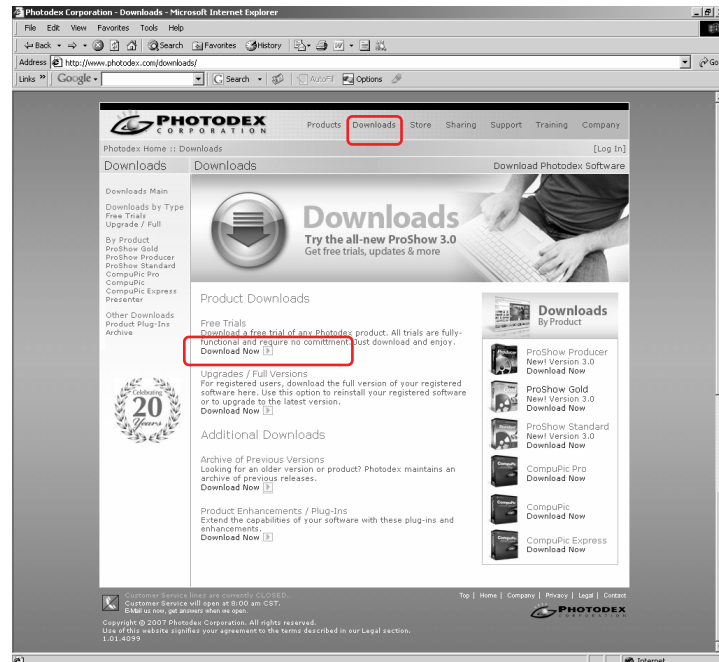 Photodex Corporation - Downloads - Microsoft Internet Explorer
File Edit View Favorites Tools Help
Back Search Favorites History
Address http://www.photodex.com/downloads/ Go
Links » Google Search AutoFill Options
PHOTODEX
CORPORATION
Products Downloads Store Sharing Support Training Company
Photodex Home :: Downloads [Log In]
Downloads
Downloads Download Photodex Software
Downloads Main
Downloads by Type
Free Trials
Upgrade / Full
By Product
ProShow Gold
ProShow Producer
ProShow Standard
CompuPic Pro
CompuPic
CompuPic Express
Presenter
Other Downloads
Product Plug-Ins
Archive
Celebrating
20
Years
Downloads
Try the all-new ProShow 3.0
Get free trials, updates & more
Product Downloads
Free Trials
Download a free trial of any Photodex product. All trials are fully-
functional and require no comittment. Just download and enjoy.
Download Now
Upgrades / Full Versions
For registered users, download the full version of your registered
software here. Use this option to reinstall your registered software
or to upgrade to the latest version.
Download Now
Additional Downloads
Archive of Previous Versions
Looking for an older version or product? Photodex maintains an
archive of previous releases.
Download Now
Product Enhancements / Plug-Ins
Extend the capabilities of your software with these plug-ins and
enhancements.
Download Now
Downloads
By Product
ProShow Producer
New! Version 3.0
Download Now
ProShow Gold
New! Version 3.0
Download Now
ProShow Standard
New! Version 3.0
Download Now
CompuPic Pro
Download Now
CompuPic
Download Now
CompuPic Express
Download Now
Customer Service lines are currently CLOSED.
Customer Service will open at 8:00 am CST.
E-Mail us now, get answers when we open.
Top | Home | Company | Privacy | Legal | Contact
PHOTODEX
CORPORATION
Copyright © 2007 Photodex Corporation. All rights reserved.
Use of this website signifies your agreement to the terms described in our Legal section.
1.01.4099
Internet